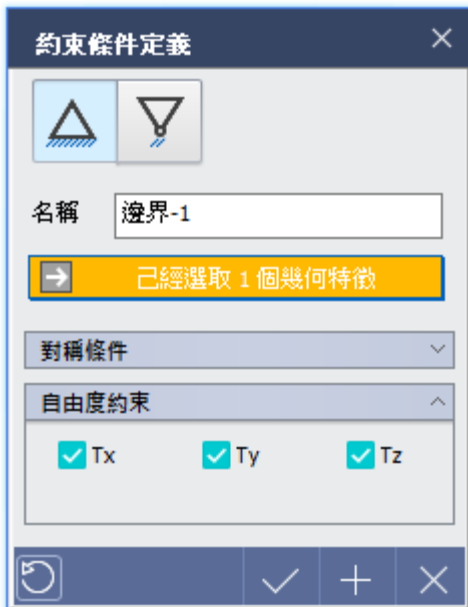 約束條件定義
名稱
邊界-1
已經選取 1 個幾何特徵
對稱條件
自由度約束
Tx Ty Tz